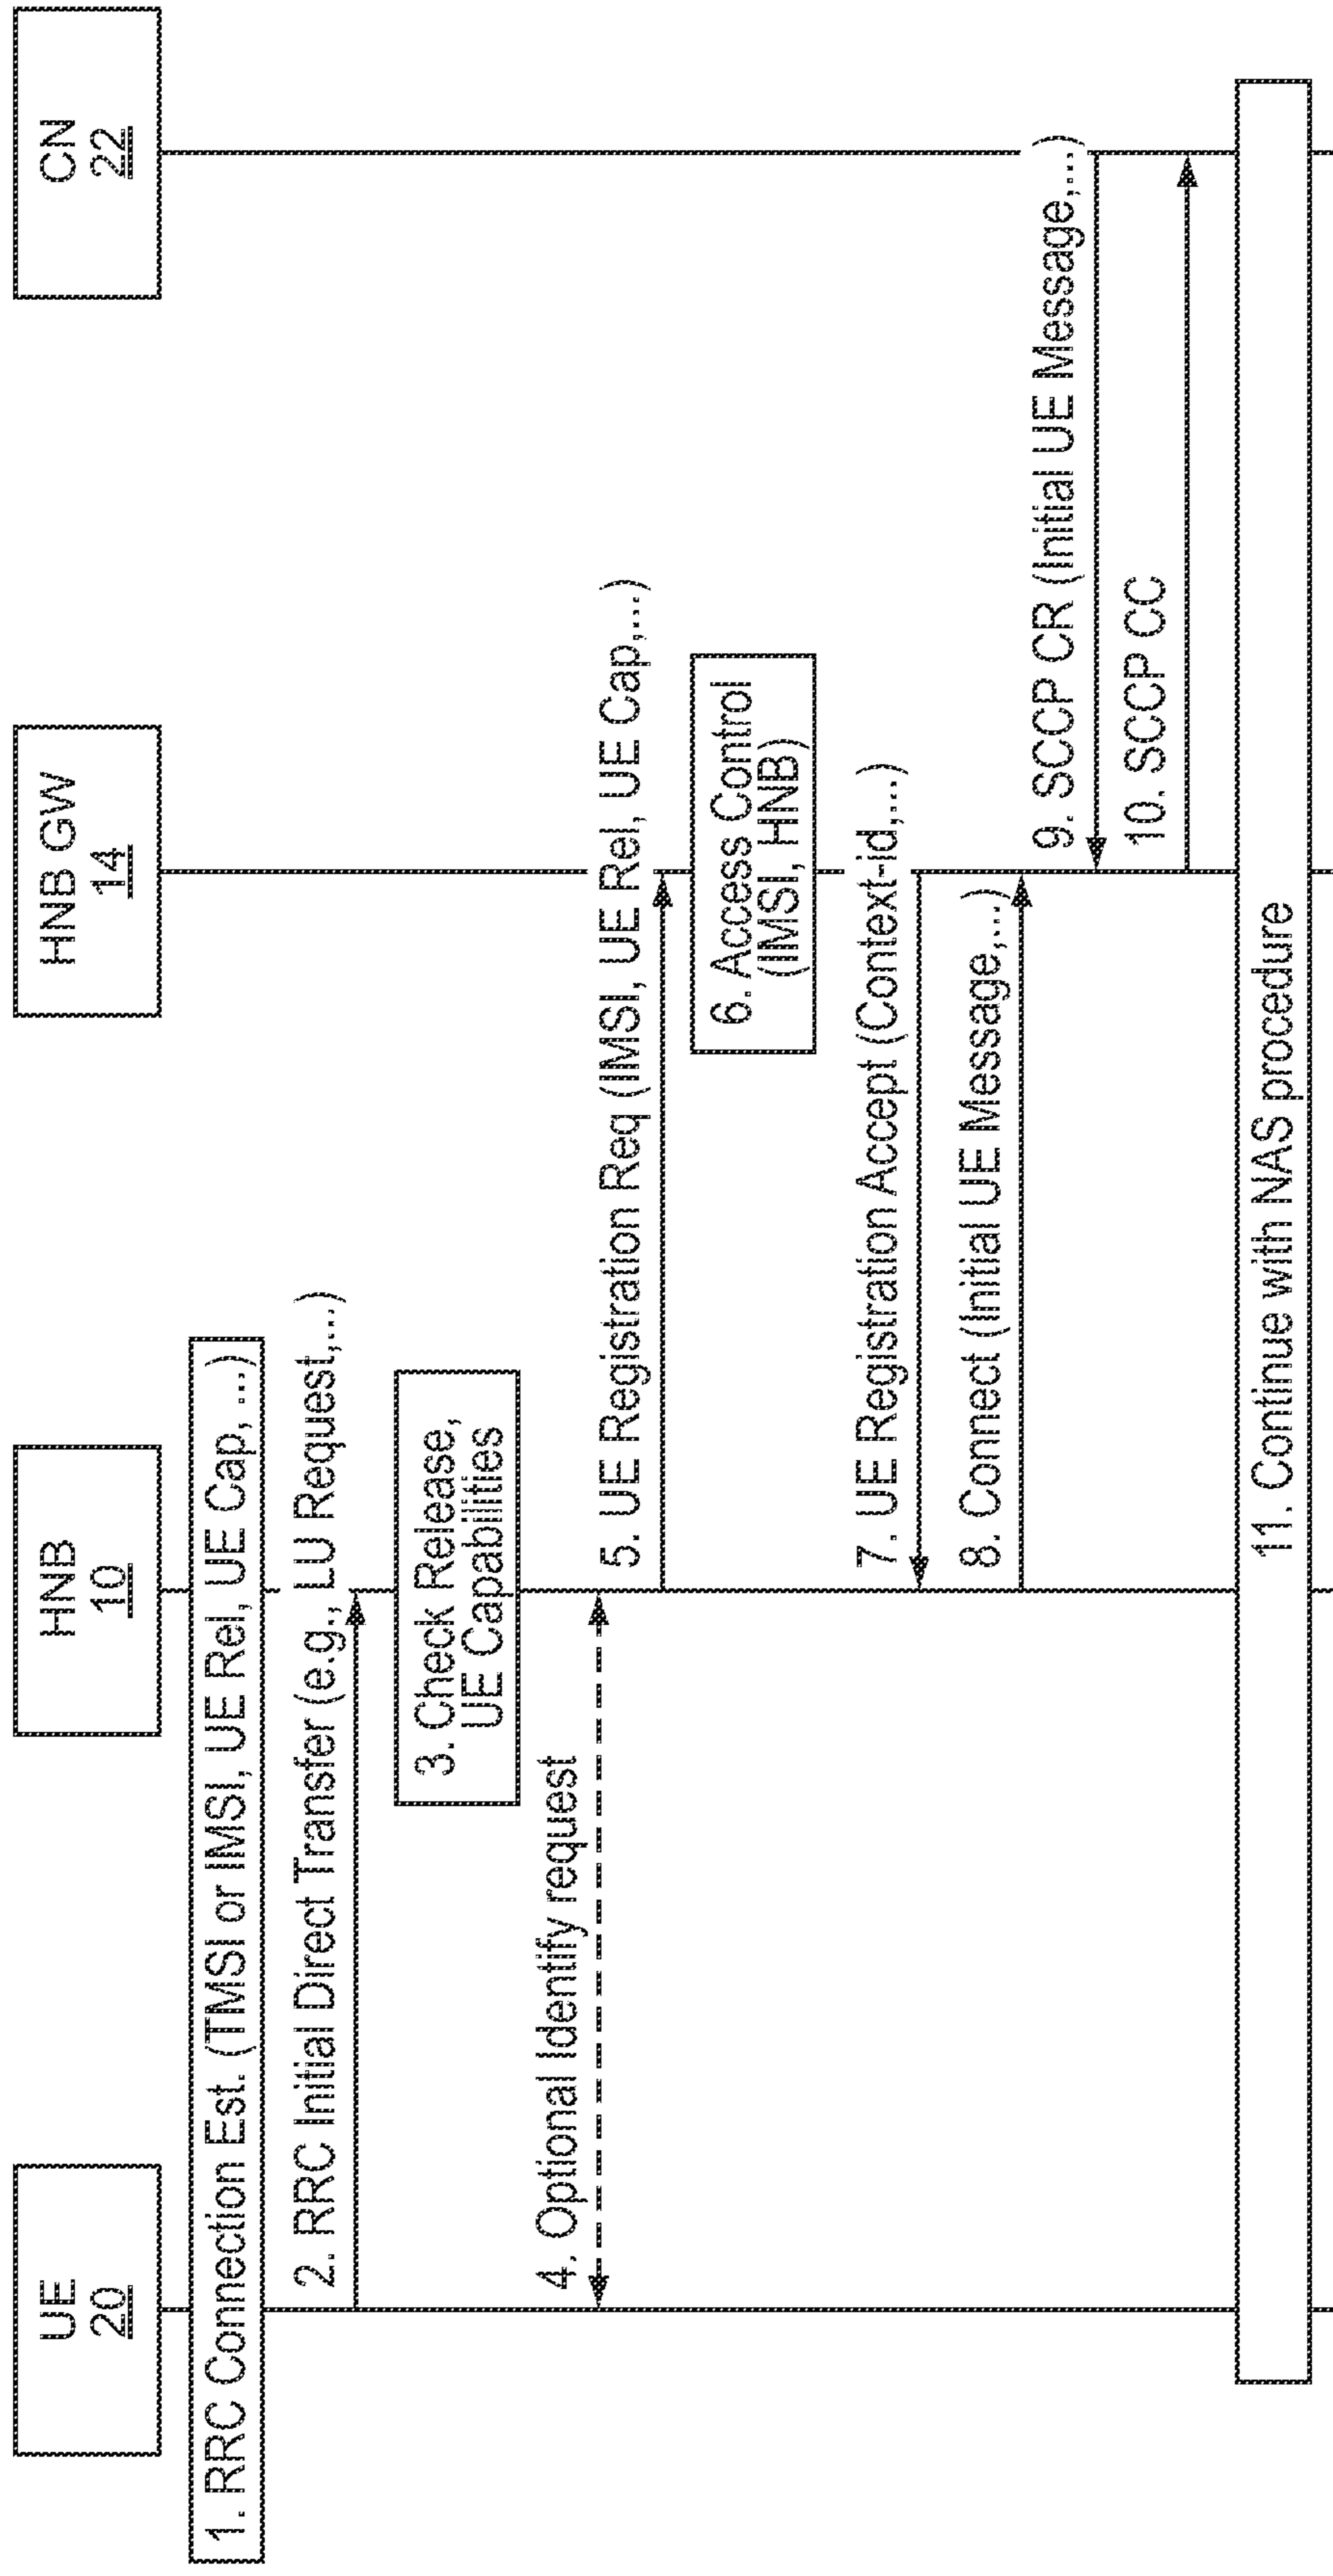 UE
20
HNB
10
HNB GW
14
CN
22
1. RRC Connection Est. (TMSI or IMSI, UE Rel, UE Cap, ...)
2. RRC Initial Direct Transfer (e.g., LU Request,...)
3. Check Release,
UE Capabilities
4. Optional Identify request
5. UE Registration Req (IMSI, UE Rel, UE Cap,...)
6. Access Control
(IMSI, HNB)
7. UE Registration Accept (Context-id,...)
8. Connect (Initial UE Message,...)
9. SCCP CR (Initial UE Message,...)
10. SCCP CC
11. Continue with NAS procedure